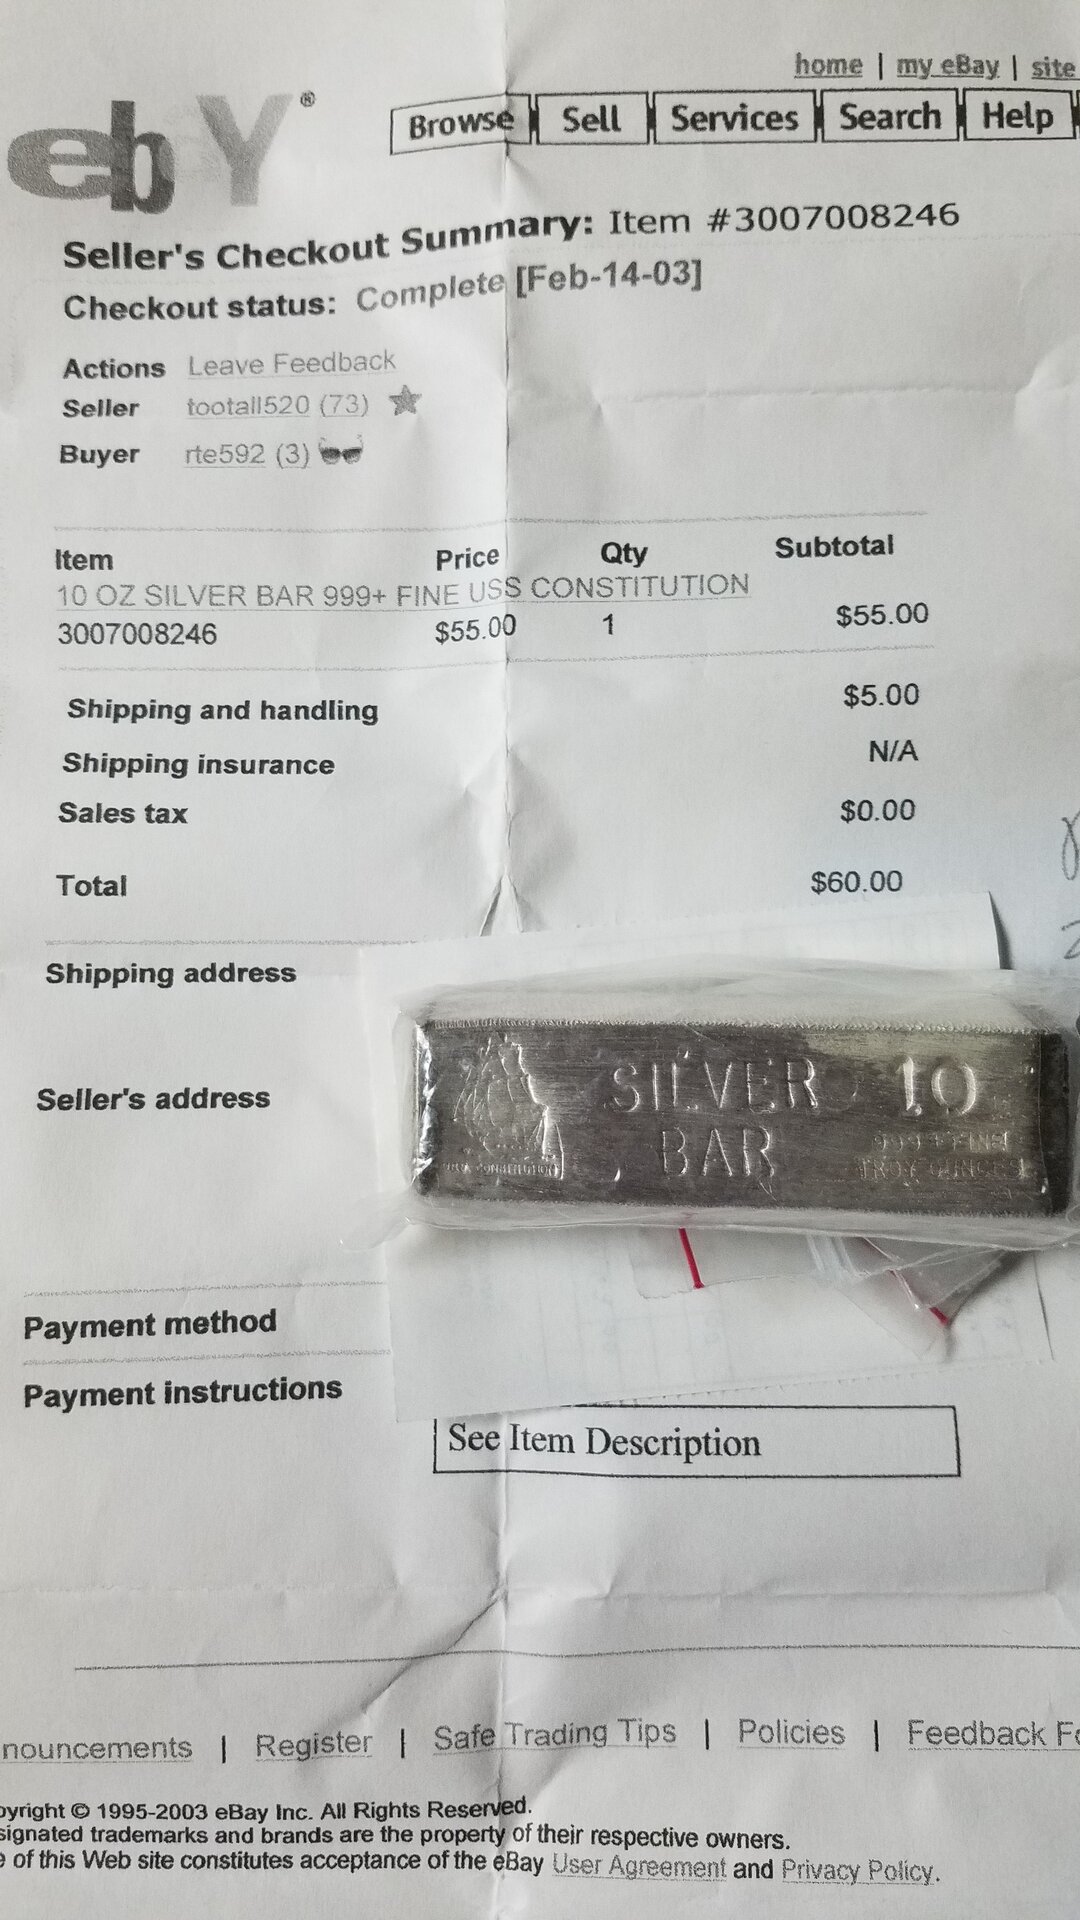 home | my eBay | site
ebY®
Browse Sell Services Search Help
Seller's Checkout Summary: Item #3007008246
Checkout status: Complete [Feb-14-03]
Actions Leave Feedback
Seller tootall520 (73)
Buyer rte592 (3)
Item Price Qty Subtotal
10 OZ SILVER BAR 999+ FINE USS CONSTITUTION
3007008246 $55.00 1 $55.00
Shipping and handling $5.00
Shipping insurance N/A
Sales tax $0.00
Total $60.00
Shipping address
SILVER 10
BAR 999+ FINE
CONSTITUTION TROY OUNCES
Seller's address
Payment method
Payment instructions
See Item Description
nouncements | Register | Safe Trading Tips | Policies | Feedback Fo
pyright © 1995-2003 eBay Inc. All Rights Reserved.
signated trademarks and brands are the property of their respective owners.
e of this Web site constitutes acceptance of the eBay User Agreement and Privacy Policy.